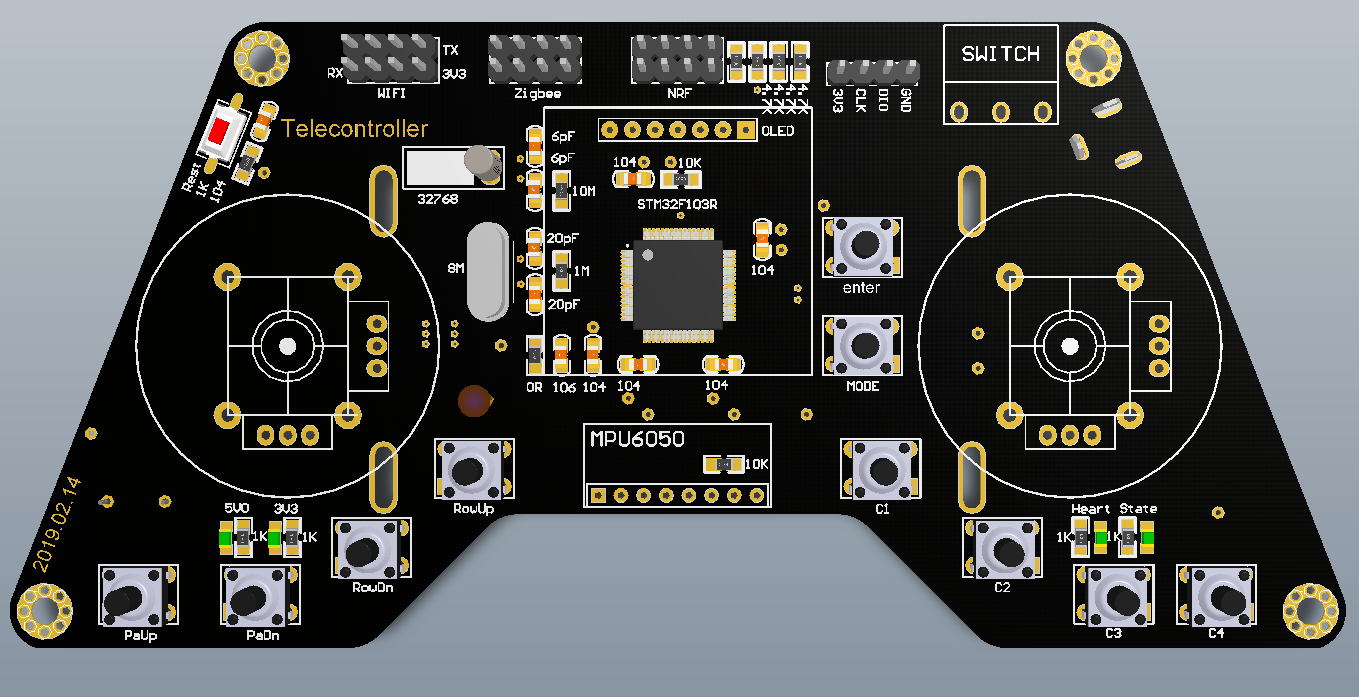 TX
RX
3V3
WIFI
Zigbee
NRF
3V3
CLK
DIO
GND
SWITCH
Telecontroller
OLED
Rest
1K
104
6pF
6pF
10M
32768
104
10K
STM32F103R
20pF
8M
1M
20pF
104
enter
0R
106
104
104
104
MODE
MPU6050
10K
RowUp
C1
2019.02.14
5V0
3V3
1K
1K
Heart
State
1K
1K
RowDn
C2
PaUp
PaDn
C3
C4